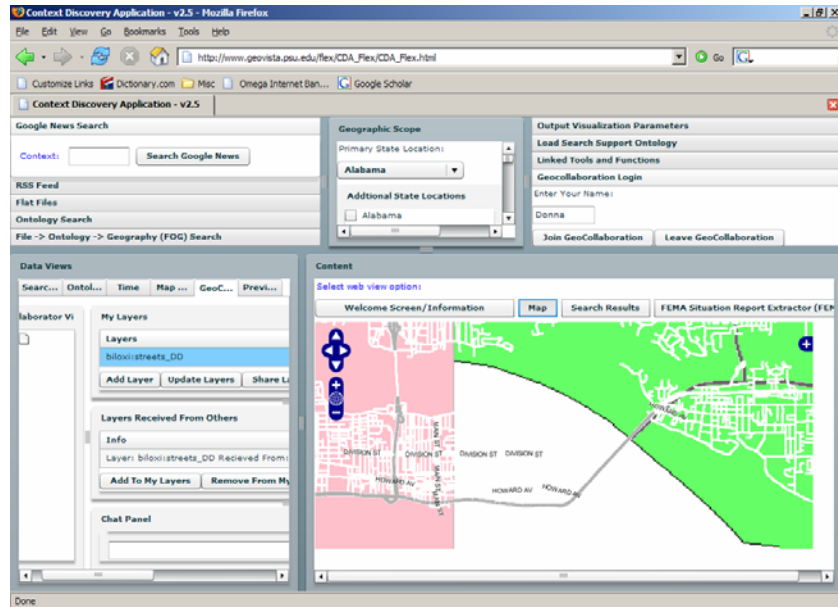 Context Discovery Application - v2.5 - Mozilla Firefox
File Edit View Go Bookmarks Tools Help
http://www.geovista.psu.edu/flex/CDA_Flex/CDA_Flex.html
Go
Customize Links Dictionary.com Misc Omega Internet Ban... Google Scholar
Context Discovery Application - v2.5
Google News Search
Context:
Search Google News
RSS Feed
Flat Files
Ontology Search
File -> Ontology -> Geography (FOG) Search
Geographic Scope
Primary State Location:
Alabama
Addtional State Locations
Alabama
Output Visualization Parameters
Load Search Support Ontology
Linked Tools and Functions
Geocollaboration Login
Enter Your Name:
Donna
Join GeoCollaboration Leave GeoCollaboration
Data Views
Searc... Ontol... Time Map ... GeoC... Previ...
laborator Vi
My Layers
Layers
biloxi:streets_DD
Add Layer Update Layers Share La
Layers Received From Others
Info
Layer: biloxi:streets_DD Recieved From:
Add To My Layers Remove From My
Chat Panel
Content
Select web view option:
Welcome Screen/Information Map Search Results FEMA Situation Report Extractor (FEM
MAIN ST
DIVISION ST DIVISION ST DIVISION ST DIVISION ST
MAIN ST
HOWARD AV HOWARD AV HOWARD AV
HOWARD AV
Done